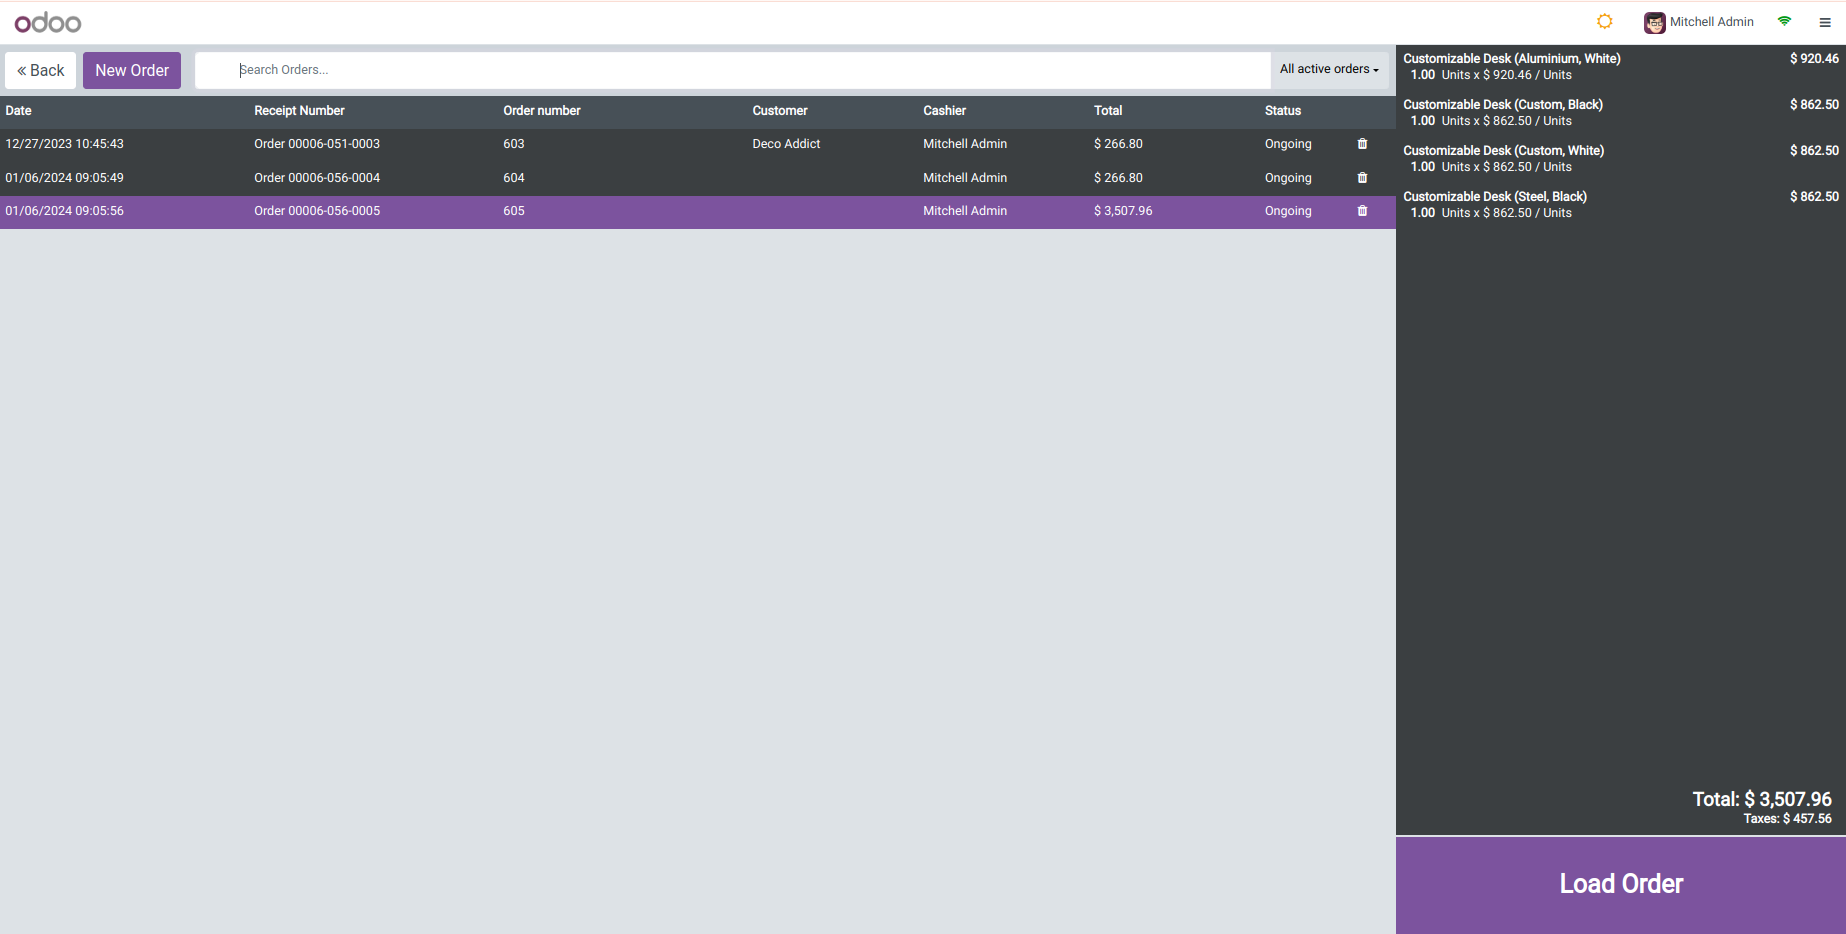 odoo
Mitchell Admin
« Back
New Order
Search Orders...
All active orders
Date Receipt Number Order number Customer Cashier Total Status
12/27/2023 10:45:43 Order 00006-051-0003 603 Deco Addict Mitchell Admin $ 266.80 Ongoing
01/06/2024 09:05:49 Order 00006-056-0004 604 Mitchell Admin $ 266.80 Ongoing
01/06/2024 09:05:56 Order 00006-056-0005 605 Mitchell Admin $ 3,507.96 Ongoing
Customizable Desk (Aluminium, White) $ 920.46
1.00 Units x $ 920.46 / Units
Customizable Desk (Custom, Black) $ 862.50
1.00 Units x $ 862.50 / Units
Customizable Desk (Custom, White) $ 862.50
1.00 Units x $ 862.50 / Units
Customizable Desk (Steel, Black) $ 862.50
1.00 Units x $ 862.50 / Units
Total: $ 3,507.96
Taxes: $ 457.56
Load Order